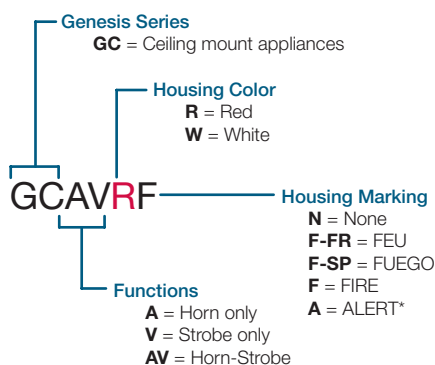 Genesis Series
GC = Ceiling mount appliances
Housing Color
R = Red
W = White
GCAVRF
Housing Marking
N = None
F-FR = FEU
F-SP = FUEGO
F = FIRE
A = ALERT*
Functions
A = Horn only
V = Strobe only
AV = Horn-Strobe